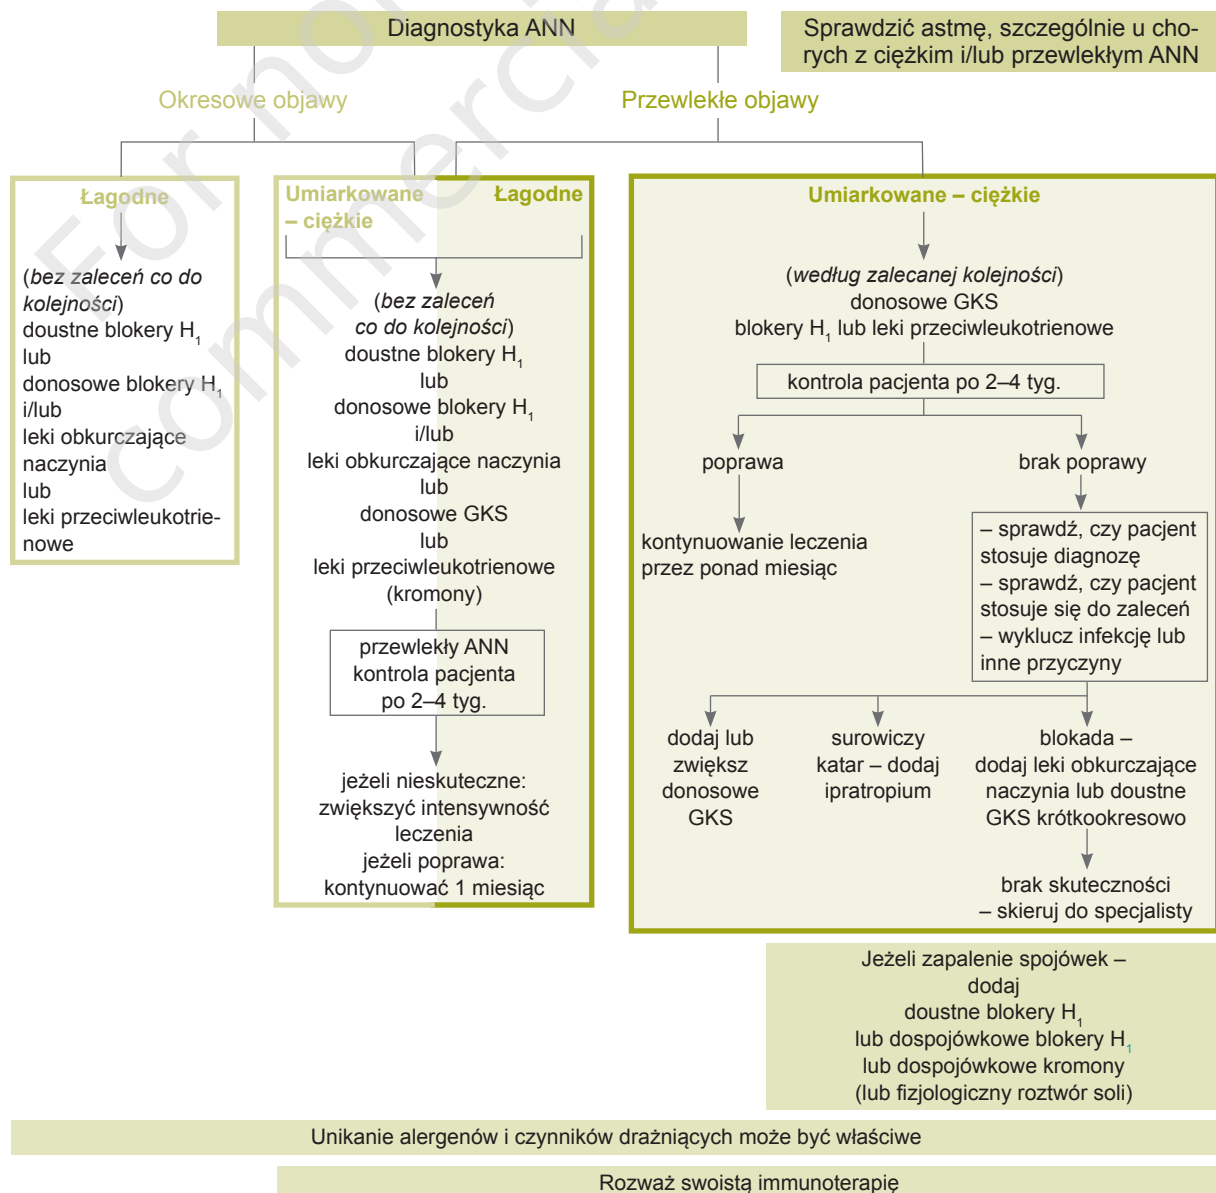 Diagnostyka ANN
Sprawdzić astmę, szczególnie u cho-
rych z ciężkim i/lub przewlekłym ANN
Okresowe objawy
Przewlekłe objawy
Łagodne
(bez zaleceń co do
kolejności)
doustne blokery H₁
lub
donosowe blokery H₁
i/lub
leki obkurczające
naczynia
lub
leki przeciwleukotrie-
nowe
Umiarkowane
– ciężkie
Łagodne
(bez zaleceń
co do kolejności)
doustne blokery H₁
lub
donosowe blokery H₁
i/lub
leki obkurczające naczynia
lub
donosowe GKS
lub
leki przeciwleukotrienowe
(kromony)
przewlekły ANN
kontrola pacjenta
po 2–4 tyg.
jeżeli nieskuteczne:
zwiększyć intensywność
leczenia
jeżeli poprawa:
kontynuować 1 miesiąc
Umiarkowane – ciężkie
(według zalecanej kolejności)
donosowe GKS
blokery H₁ lub leki przeciwleukotrienowe
kontrola pacjenta po 2–4 tyg.
poprawa
kontynuowanie leczenia
przez ponad miesiąc
brak poprawy
– sprawdź, czy pacjent
stosuje diagnozę
– sprawdź, czy pacjent
stosuje się do zaleceń
– wyklucz infekcję lub
inne przyczyny
dodaj lub
zwiększ
donosowe
GKS
surowiczy
katar – dodaj
ipratropium
blokada –
dodaj leki obkurczające
naczynia lub doustne
GKS krótkookresowo
brak skuteczności
– skieruj do specjalisty
Jeżeli zapalenie spojówek –
dodaj
doustne blokery H₁
lub dospojówkowe blokery H₁
lub dospojówkowe kromony
(lub fizjologiczny roztwór soli)
Unikanie alergenów i czynników drażniących może być właściwe
Rozważ swoistą immunoterapię